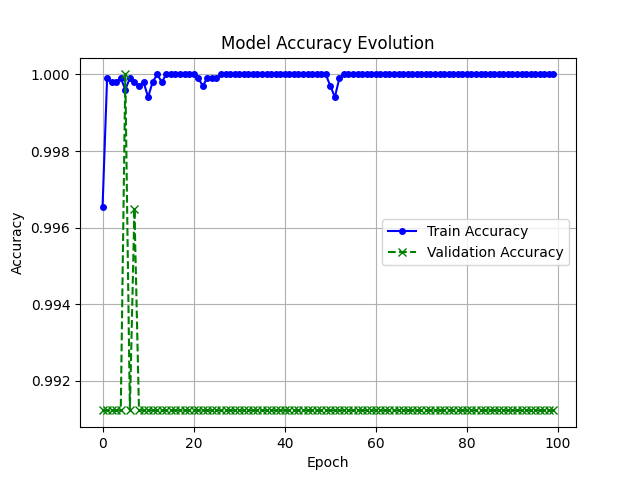 Model Accuracy Evolution
1.000
0.998
0.996
0.994
0.992
Accuracy
Train Accuracy
Validation Accuracy
0 20 40 60 80 100
Epoch